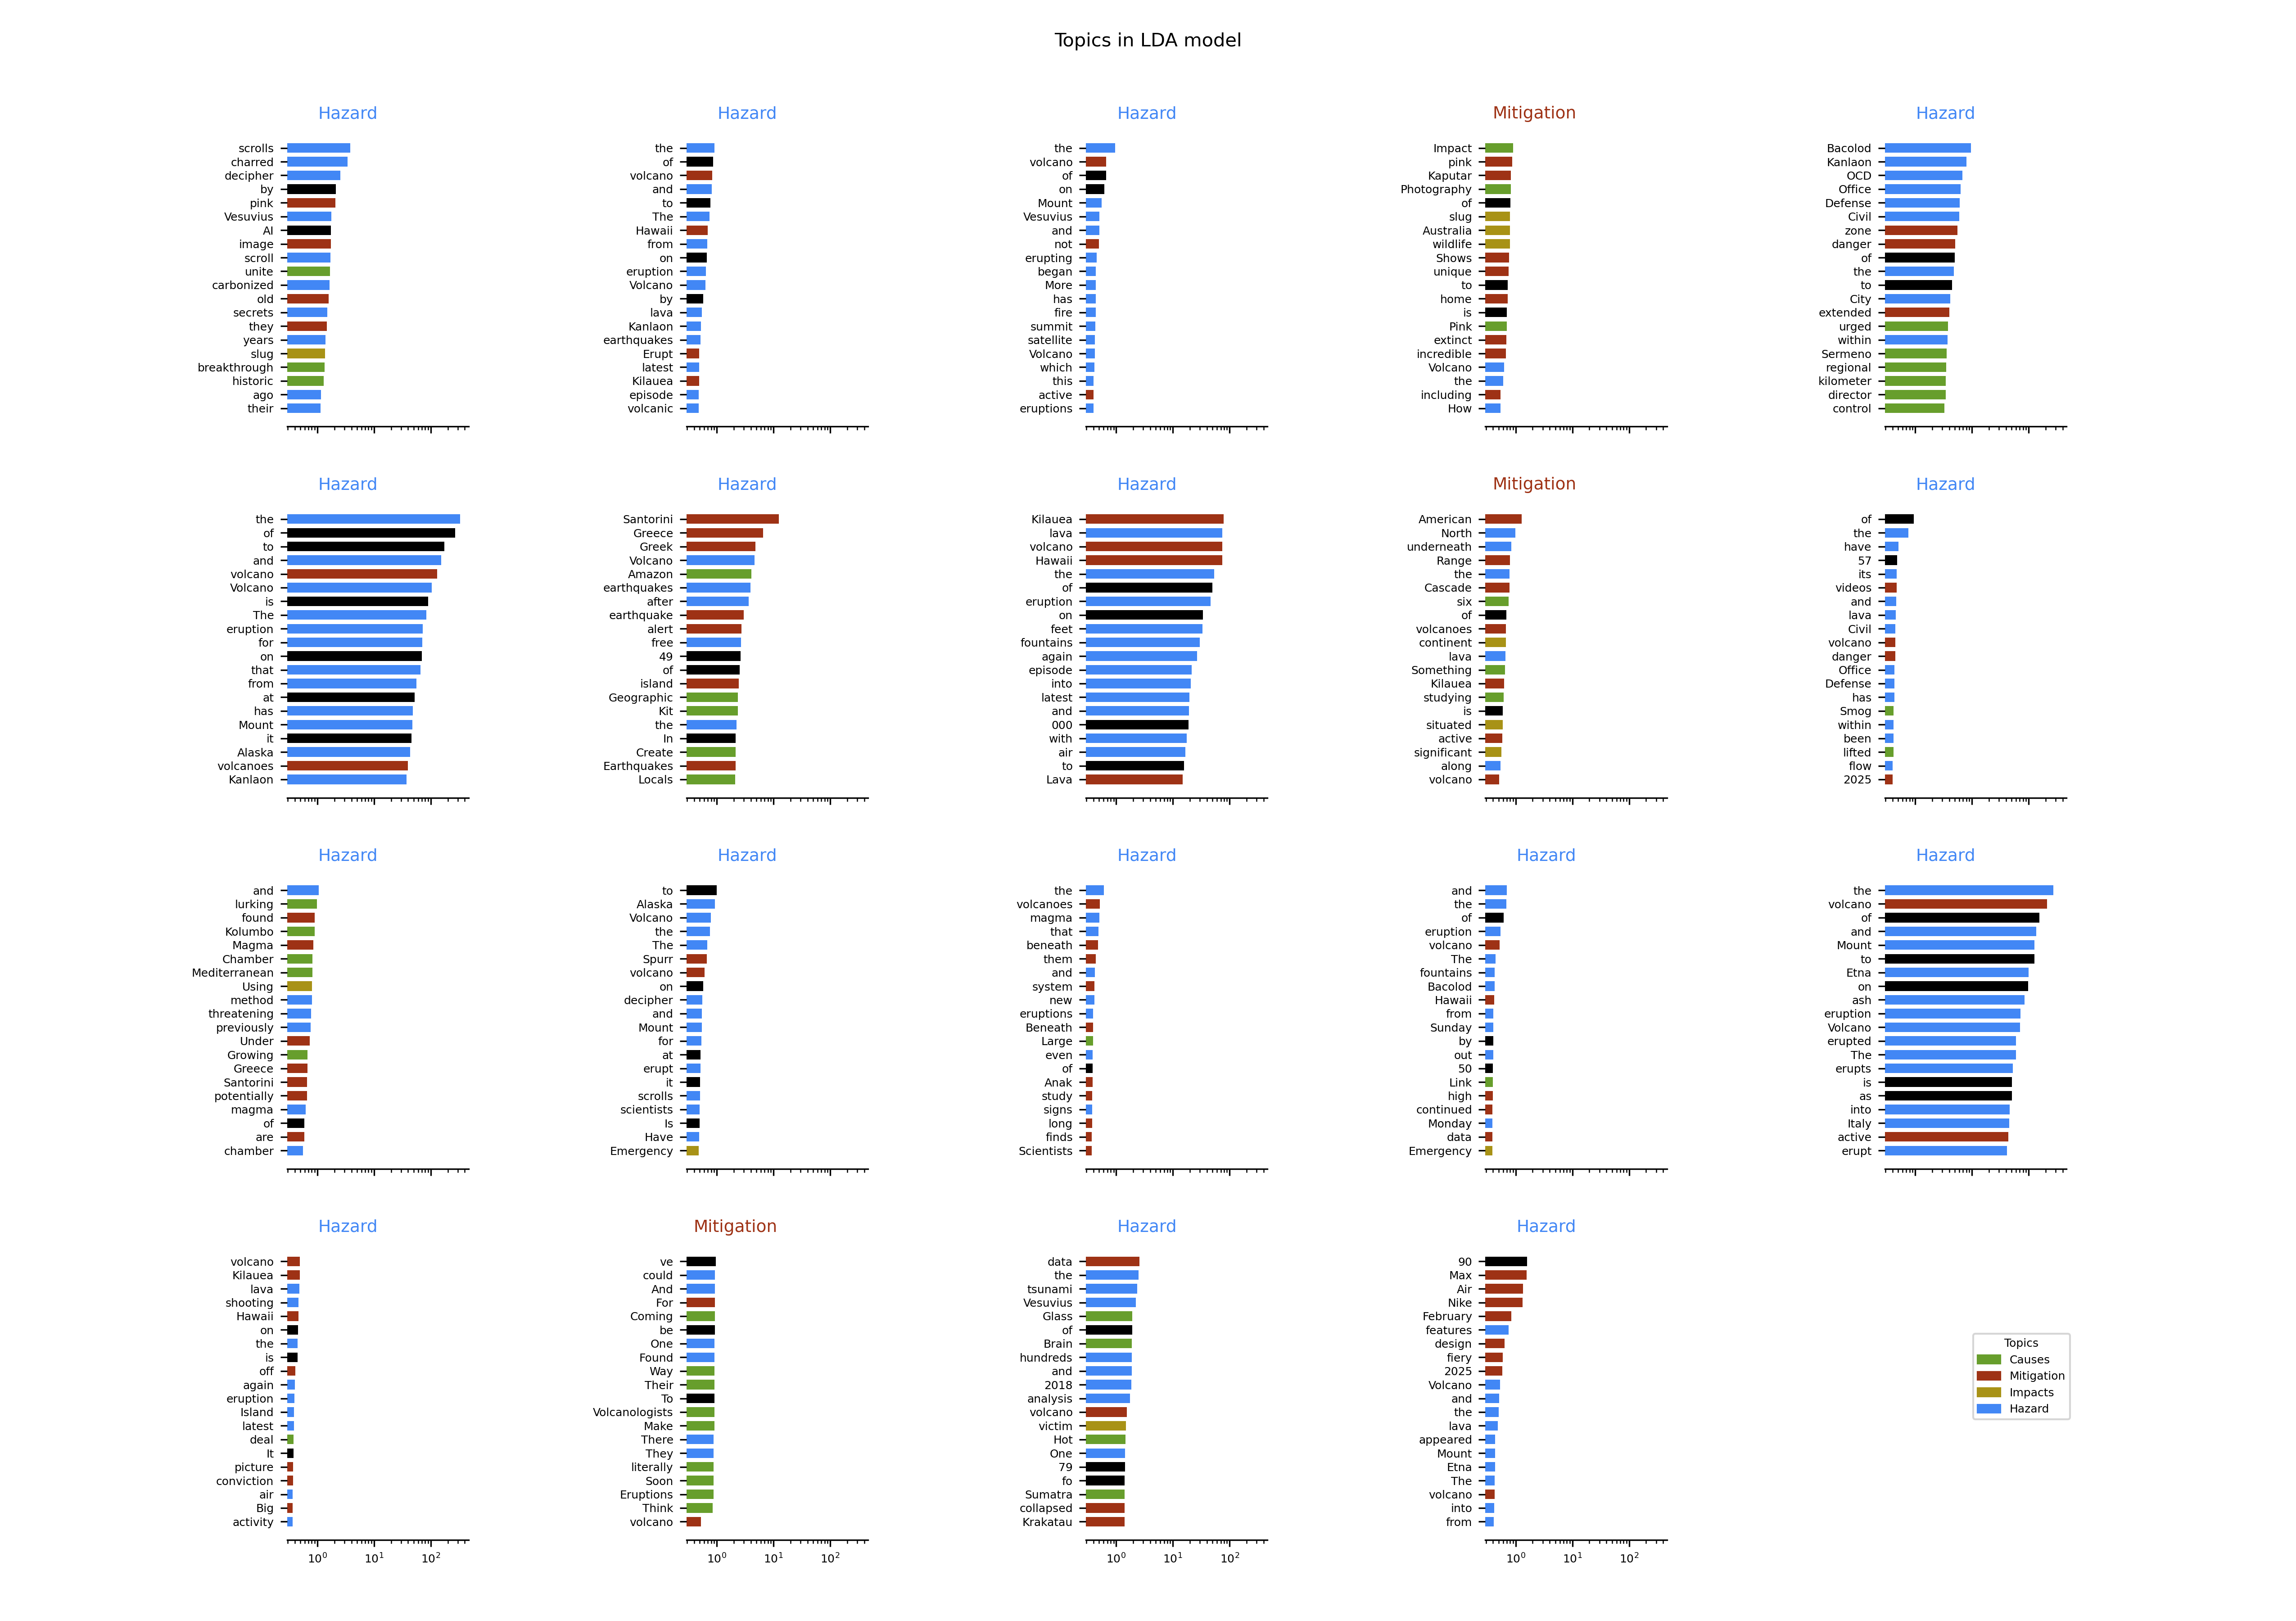 Topics in LDA model
Hazard
scrolls
charred
decipher
by
pink
Vesuvius
AI
image
scroll
unite
carbonized
old
secrets
they
years
slug
breakthrough
historic
ago
their
Hazard
the
of
volcano
and
to
The
Hawaii
from
on
eruption
Volcano
by
lava
Kanlaon
earthquakes
Erupt
latest
Kilauea
episode
volcanic
Hazard
the
volcano
of
on
Mount
Vesuvius
and
not
erupting
began
More
has
fire
summit
satellite
Volcano
which
this
active
eruptions
Mitigation
Impact
pink
Kaputar
Photography
of
slug
Australia
wildlife
Shows
unique
to
home
is
Pink
extinct
incredible
Volcano
the
including
How
Hazard
Bacolod
Kanlaon
OCD
Office
Defense
Civil
zone
danger
of
the
to
City
extended
urged
within
Sermeno
regional
kilometer
director
control
Hazard
the
of
to
and
volcano
Volcano
is
The
eruption
for
on
that
from
at
has
Mount
it
Alaska
volcanoes
Kanlaon
Hazard
Santorini
Greece
Greek
Volcano
Amazon
earthquakes
after
earthquake
alert
free
49
of
island
Geographic
Kit
the
In
Create
Earthquakes
Locals
Hazard
Kilauea
lava
volcano
Hawaii
the
of
eruption
on
feet
fountains
again
episode
into
latest
and
000
with
air
to
Lava
Mitigation
American
North
underneath
Range
the
Cascade
six
of
volcanoes
continent
lava
Something
Kilauea
studying
is
situated
active
significant
along
volcano
Hazard
of
the
have
57
its
videos
and
lava
Civil
volcano
danger
Office
Defense
has
Smog
within
been
lifted
flow
2025
Hazard
and
lurking
found
Kolumbo
Magma
Chamber
Mediterranean
Using
method
threatening
previously
Under
Growing
Greece
Santorini
potentially
magma
of
are
chamber
Hazard
to
Alaska
Volcano
the
The
Spurr
volcano
on
decipher
and
Mount
for
at
erupt
it
scrolls
scientists
Is
Have
Emergency
Hazard
the
volcanoes
magma
that
beneath
them
and
system
new
eruptions
Beneath
Large
even
of
Anak
study
signs
long
finds
Scientists
Hazard
and
the
of
eruption
volcano
The
fountains
Bacolod
Hawaii
from
Sunday
by
out
50
Link
high
continued
Monday
data
Emergency
Hazard
the
volcano
of
and
Mount
to
Etna
on
ash
eruption
Volcano
erupted
The
erupts
is
as
into
Italy
active
erupt
Hazard
volcano
Kilauea
lava
shooting
Hawaii
on
the
is
off
again
eruption
Island
latest
deal
It
picture
conviction
air
Big
activity
10⁰ 10¹ 10²
Mitigation
ve
could
And
For
Coming
be
One
Found
Way
Their
To
Volcanologists
Make
There
They
literally
Soon
Eruptions
Think
volcano
10⁰ 10¹ 10²
Hazard
data
the
tsunami
Vesuvius
Glass
of
Brain
hundreds
and
2018
analysis
volcano
victim
Hot
One
79
fo
Sumatra
collapsed
Krakatau
10⁰ 10¹ 10²
Hazard
90
Max
Air
Nike
February
features
design
fiery
2025
Volcano
and
the
lava
appeared
Mount
Etna
The
volcano
into
from
10⁰ 10¹ 10²
Topics
Causes
Mitigation
Impacts
Hazard